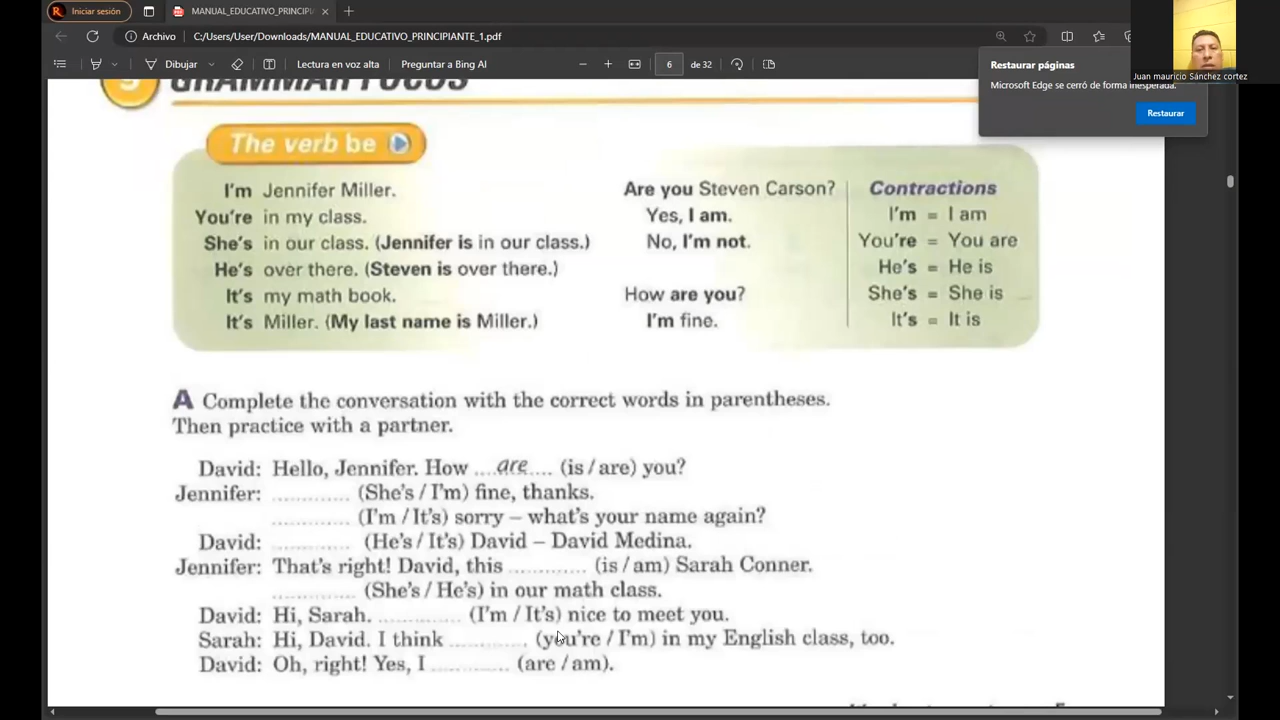 Iniciar sesión
MANUAL_EDUCATIVO_PRINCIPI
Archivo C:/Users/User/Downloads/MANUAL_EDUCATIVO_PRINCIPIANTE_1.pdf
Dibujar Lectura en voz alta Preguntar a Bing AI 6 de 32
Juan mauricio Sánchez cortez
Restaurar páginas
Microsoft Edge se cerró de forma inesperada.
Restaurar
GRAMMAR FOCUS
The verb be
I'm Jennifer Miller.
You're in my class.
She's in our class. (Jennifer is in our class.)
He's over there. (Steven is over there.)
It's my math book.
It's Miller. (My last name is Miller.)
Are you Steven Carson?
Yes, I am.
No, I'm not.
How are you?
I'm fine.
Contractions
I'm = I am
You're = You are
He's = He is
She's = She is
It's = It is
A Complete the conversation with the correct words in parentheses.
Then practice with a partner.
David: Hello, Jennifer. How ....are.... (is / are) you?
Jennifer: ............ (She's / I'm) fine, thanks.
............ (I'm / It's) sorry – what's your name again?
David: ............ (He's / It's) David – David Medina.
Jennifer: That's right! David, this ............ (is / am) Sarah Conner.
............ (She's / He's) in our math class.
David: Hi, Sarah. ............ (I'm / It's) nice to meet you.
Sarah: Hi, David. I think ............ (you're / I'm) in my English class, too.
David: Oh, right! Yes, I ............ (are / am).